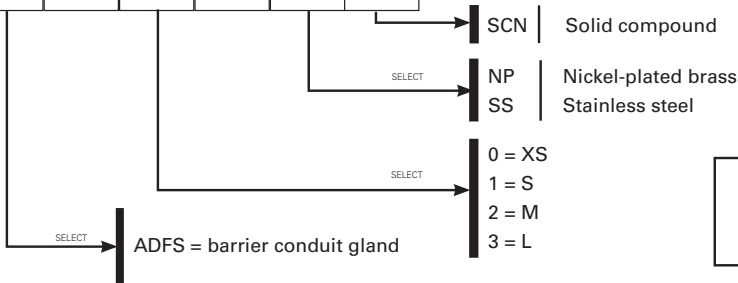 SCN Solid compound
SELECT NP Nickel-plated brass
SS Stainless steel
0 = XS
SELECT 1 = S
2 = M
3 = L
SELECT ADFS = barrier conduit gland